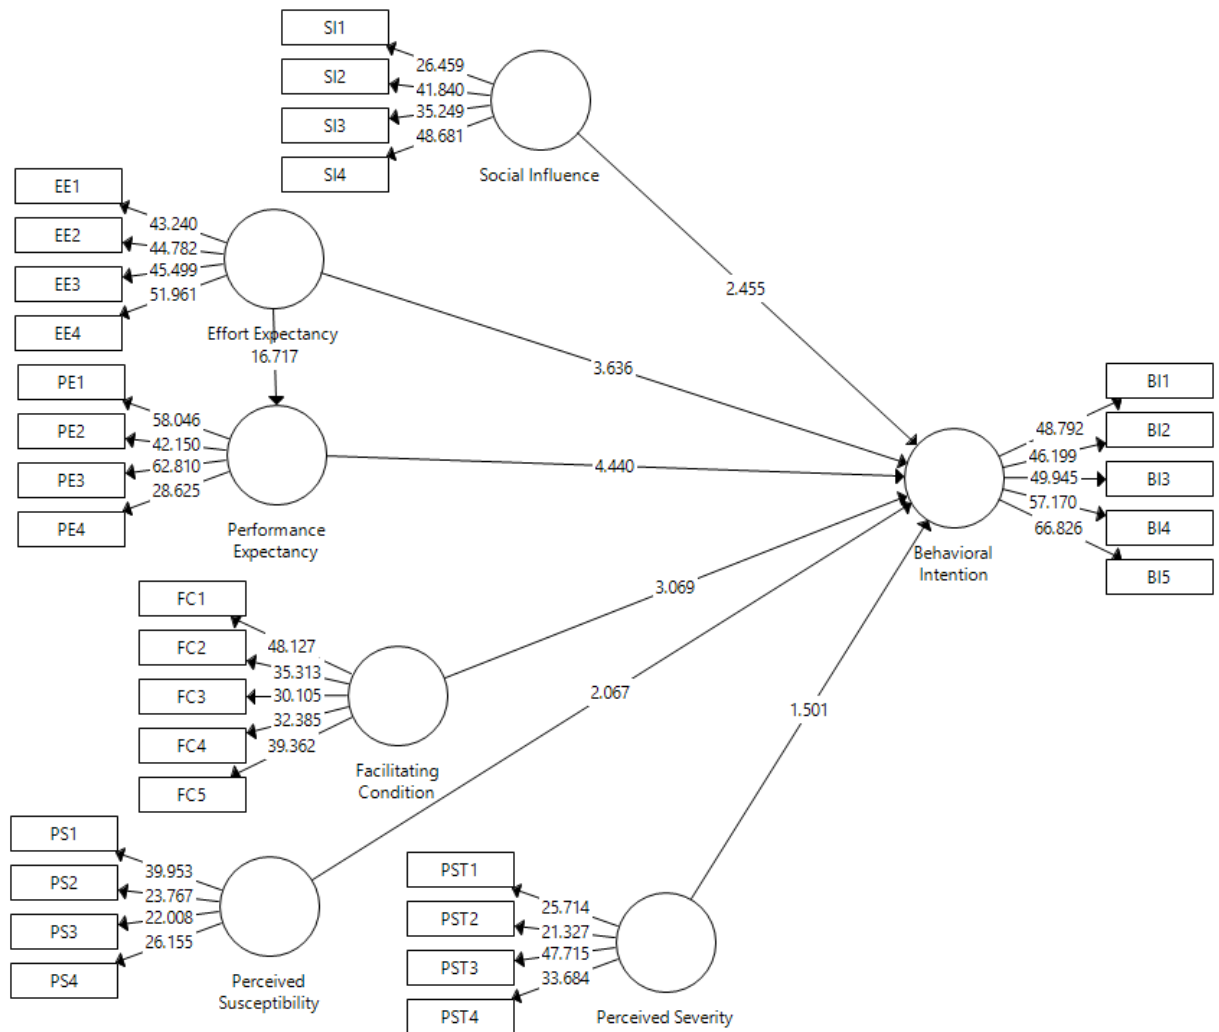 SI1
26.459
SI2
41.840
35.249
SI3
48.681
SI4
Social Influence
EE1
43.240
EE2
44.782
45.499
EE3
51.961
EE4
Effort Expectancy
16.717
2.455
3.636
PE1
58.046
PE2
42.150
62.810
PE3
28.625
PE4
Performance
Expectancy
4.440
BI1
48.792
BI2
46.199
49.945
BI3
57.170
BI4
66.826
BI5
Behavioral
Intention
FC1
48.127
FC2
35.313
30.105
FC3
32.385
FC4
39.362
FC5
Facilitating
Condition
3.069
2.067
1.501
PS1
39.953
PS2
23.767
22.008
PS3
26.155
PS4
Perceived
Susceptibility
PST1
25.714
PST2
21.327
47.715
PST3
33.684
PST4
Perceived Severity